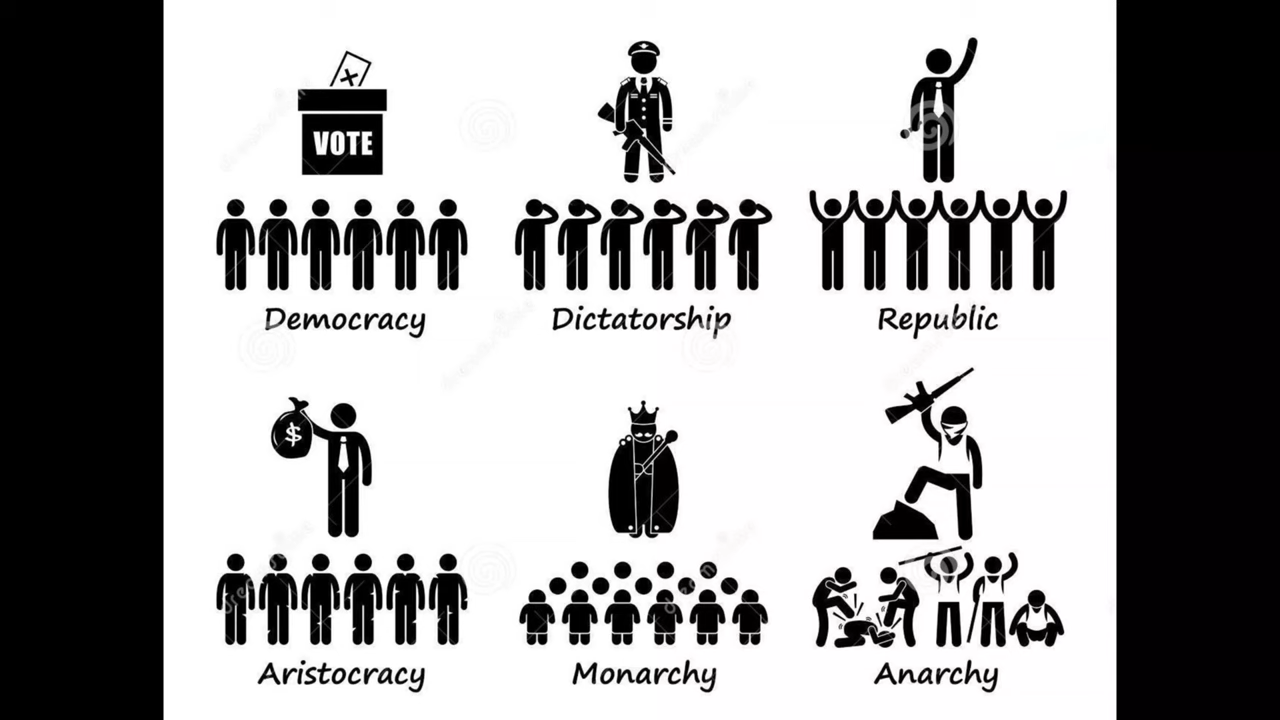 VOTE
Democracy
Dictatorship
Republic
$
Aristocracy
Monarchy
Anarchy